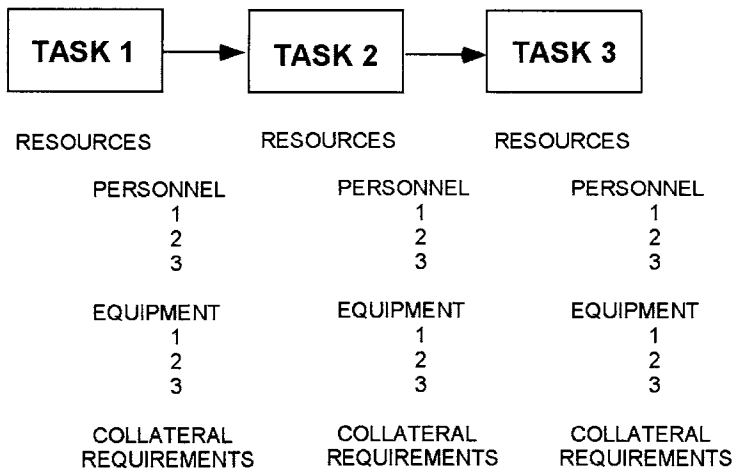 TASK 1
TASK 2
TASK 3
RESOURCES
RESOURCES
RESOURCES
PERSONNEL
PERSONNEL
PERSONNEL
1
1
1
2
2
2
3
3
3
EQUIPMENT
EQUIPMENT
EQUIPMENT
1
1
1
2
2
2
3
3
3
COLLATERAL
COLLATERAL
COLLATERAL
REQUIREMENTS
REQUIREMENTS
REQUIREMENTS